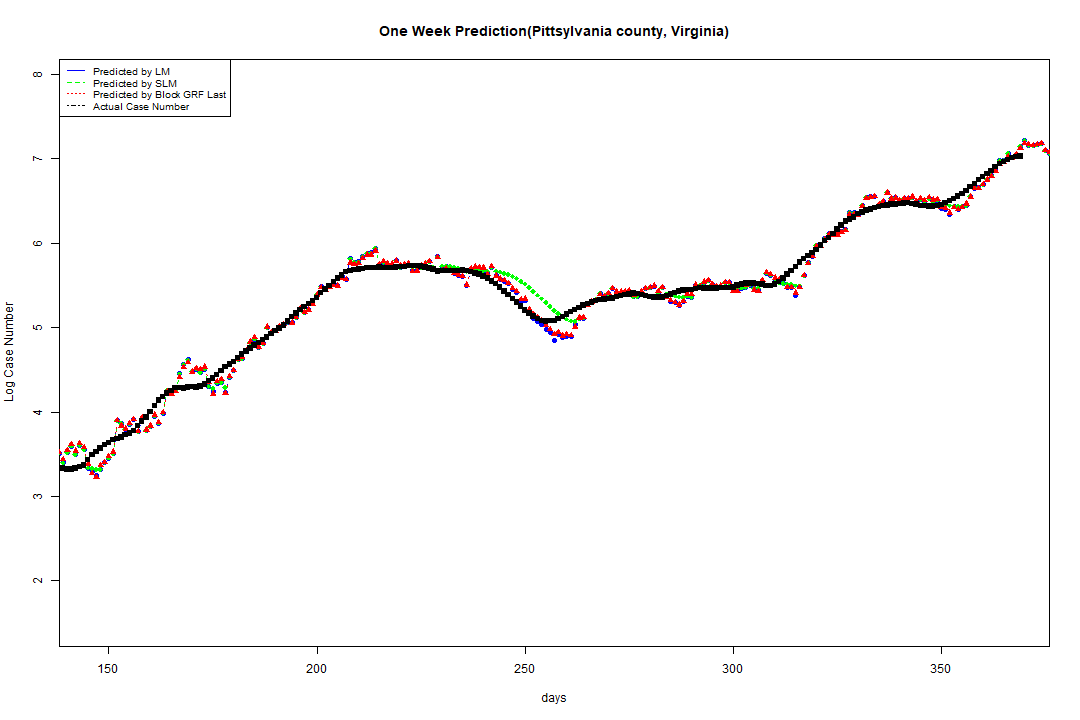 One Week Prediction(Pittsylvania county, Virginia)
Predicted by LM
Predicted by SLM
Predicted by Block GRF Last
Actual Case Number
8
7
6
5
4
3
2
Log Case Number
150 200 250 300 350
days